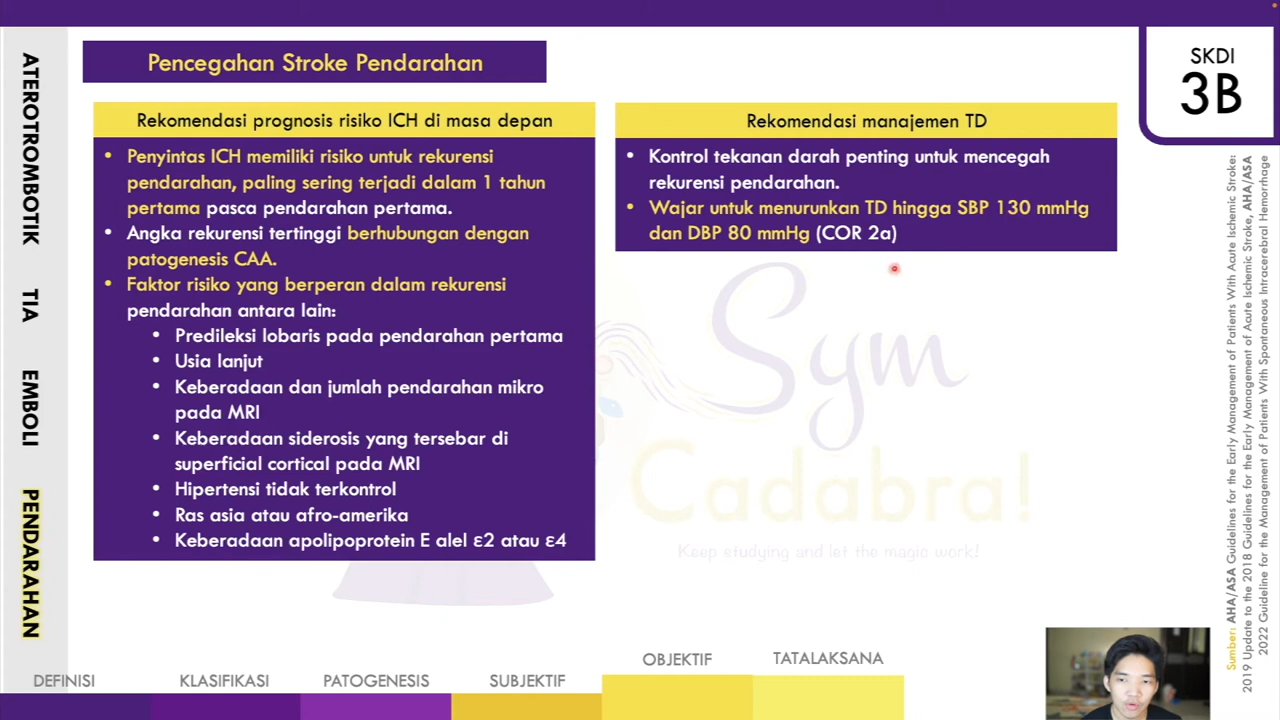 Pencegahan Stroke Pendarahan
SKDI
3B
Rekomendasi prognosis risiko ICH di masa depan
• Penyintas ICH memiliki risiko untuk rekurensi
pendarahan, paling sering terjadi dalam 1 tahun
pertama pasca pendarahan pertama.
• Angka rekurensi tertinggi berhubungan dengan
patogenesis CAA.
• Faktor risiko yang berperan dalam rekurensi
pendarahan antara lain:
• Predileksi lobaris pada pendarahan pertama
• Usia lanjut
• Keberadaan dan jumlah pendarahan mikro
pada MRI
• Keberadaan siderosis yang tersebar di
superficial cortical pada MRI
• Hipertensi tidak terkontrol
• Ras asia atau afro-amerika
• Keberadaan apolipoprotein E alel ε2 atau ε4
Rekomendasi manajemen TD
• Kontrol tekanan darah penting untuk mencegah
rekurensi pendarahan.
• Wajar untuk menurunkan TD hingga SBP 130 mmHg
dan DBP 80 mmHg (COR 2a)
Sym
Cadabra!
Keep studying and let the magic work!
ATEROTROMBOTIK
TIA
EMBOLI
PENDARAHAN
DEFINISI
KLASIFIKASI
PATOGENESIS
SUBJEKTIF
OBJEKTIF
TATALAKSANA
Sumber: AHA/ASA Guidelines for the Early Management of Patients With Acute Ischemic Stroke:
2019 Update to the 2018 Guidelines for the Early Management of Acute Ischemic Stroke, AHA/ASA
2022 Guideline for the Management of Patients With Spontaneous Intracerebral Hemorrhage